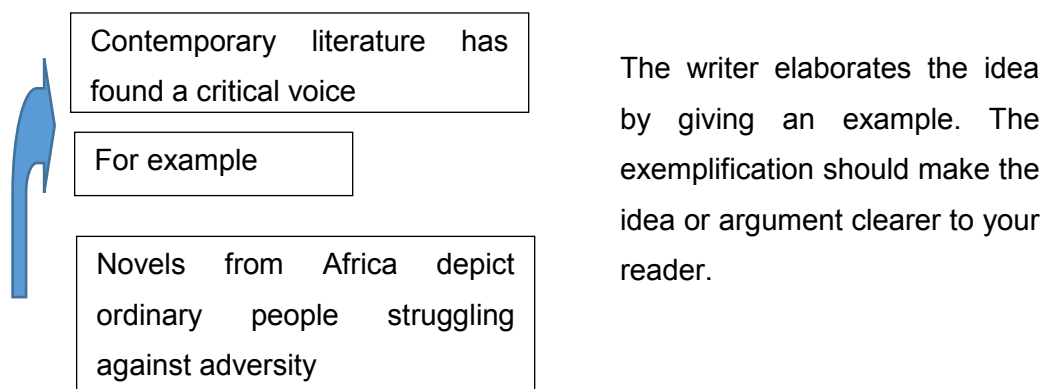 Contemporary literature has
found a critical voice
For example
Novels from Africa depict
ordinary people struggling
against adversity
The writer elaborates the idea
by giving an example. The
exemplification should make the
idea or argument clearer to your
reader.